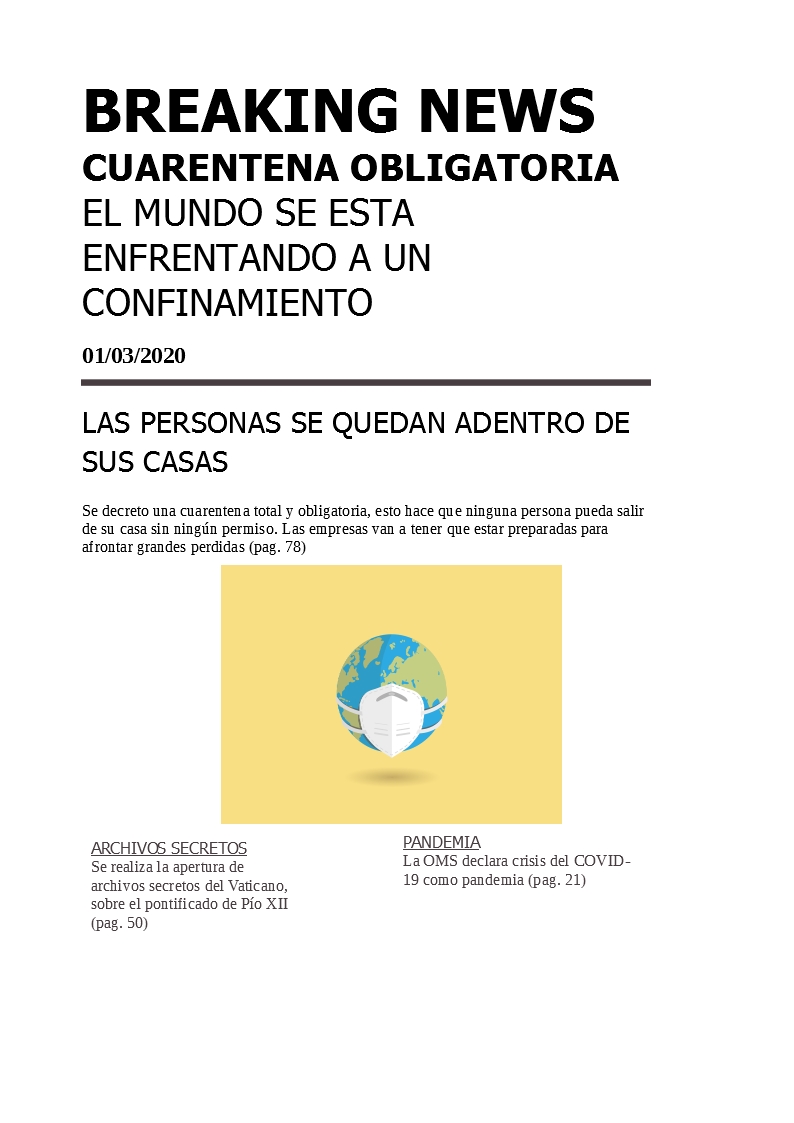 BREAKING NEWS
CUARENTENA OBLIGATORIA
EL MUNDO SE ESTA
ENFRENTANDO A UN
CONFINAMIENTO
01/03/2020
LAS PERSONAS SE QUEDAN ADENTRO DE
SUS CASAS
Se decreto una cuarentena total y obligatoria, esto hace que ninguna persona pueda salir
de su casa sin ningún permiso. Las empresas van a tener que estar preparadas para
afrontar grandes perdidas (pag. 78)
ARCHIVOS SECRETOS
Se realiza la apertura de
archivos secretos del Vaticano,
sobre el pontificado de Pío XII
(pag. 50)
PANDEMIA
La OMS declara crisis del COVID-
19 como pandemia (pag. 21)